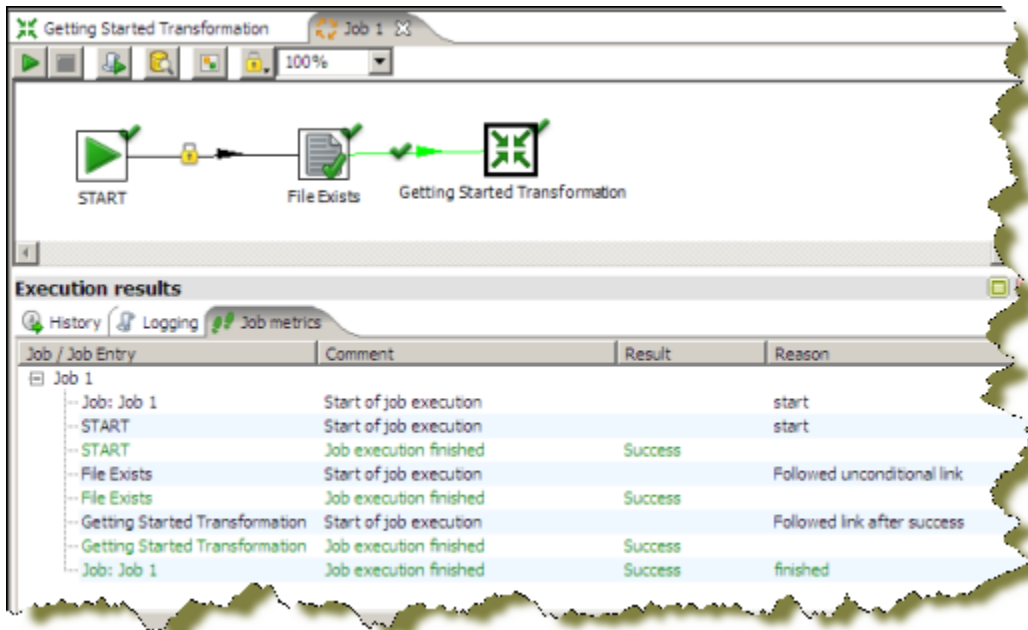 Getting Started Transformation Job 1
100%
START
File Exists
Getting Started Transformation
Execution results
History Logging Job metrics
Job / Job Entry Comment Result Reason
Job 1
Job: Job 1 Start of job execution start
START Start of job execution start
START Job execution finished Success
File Exists Start of job execution Followed unconditional link
File Exists Job execution finished Success
Getting Started Transformation Start of job execution Followed link after success
Getting Started Transformation Job execution finished Success
Job: Job 1 Job execution finished Success finished